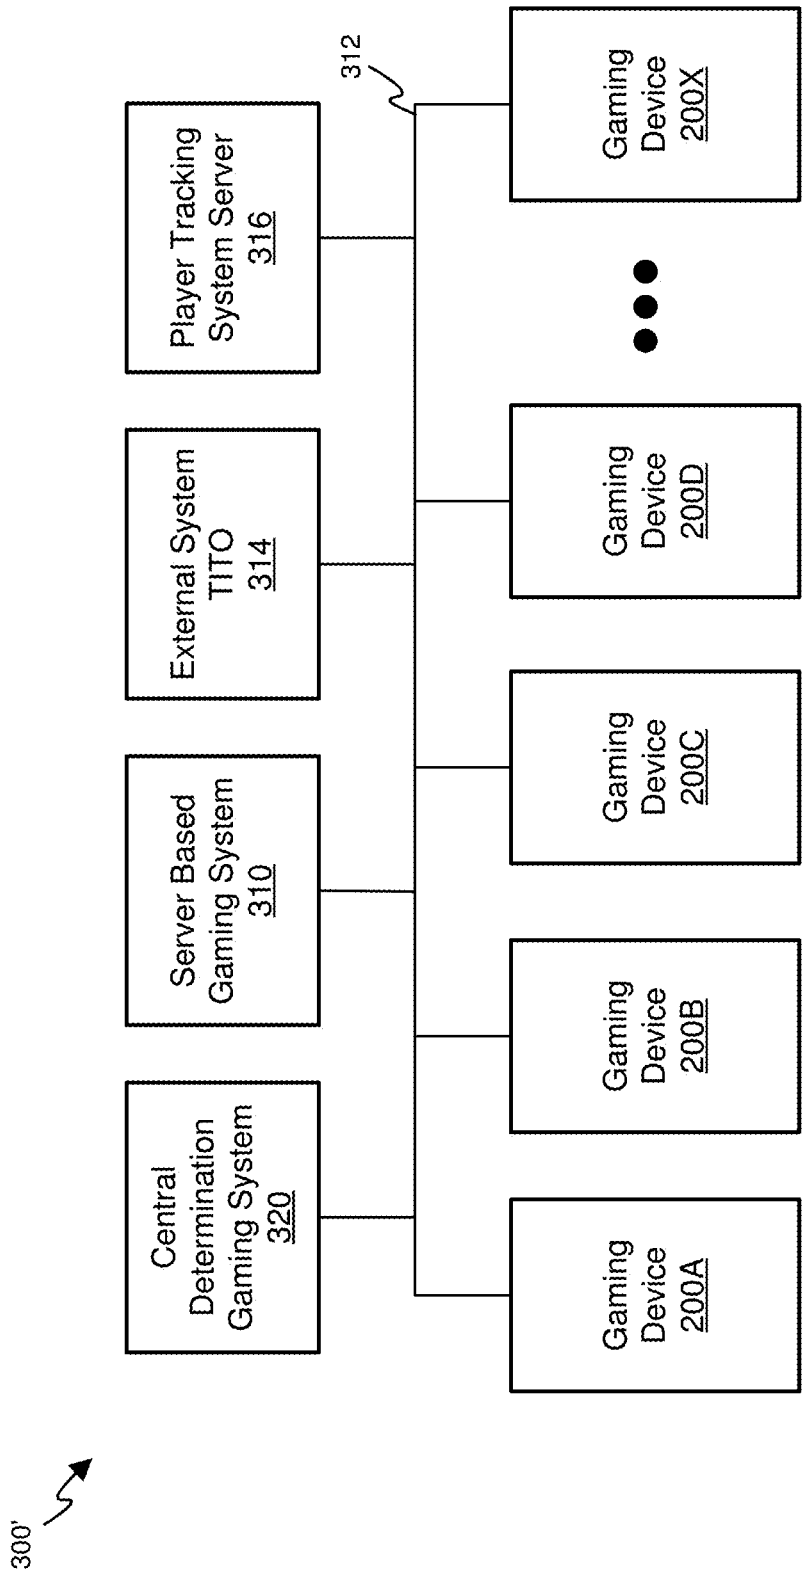 300'
Central
Determination
Gaming System
320
Server Based
Gaming System
310
External System
TITO
314
Player Tracking
System Server
316
312
Gaming
Device
200A
Gaming
Device
200B
Gaming
Device
200C
Gaming
Device
200D
Gaming
Device
200X